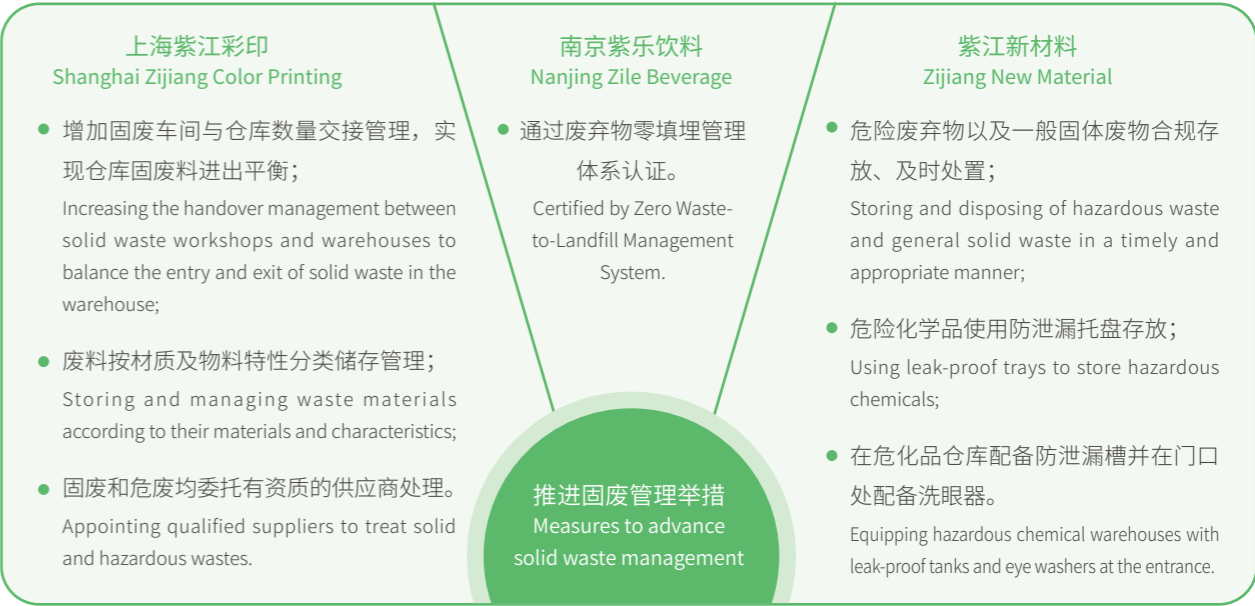 上海紫江彩印
Shanghai Zijiang Color Printing
增加固废车间与仓库数量交接管理，实
现仓库固废料进出平衡；
Increasing the handover management between
solid waste workshops and warehouses to
balance the entry and exit of solid waste in the
warehouse;
废料按材质及物料特性分类储存管理；
Storing and managing waste materials
according to their materials and characteristics;
固废和危废均委托有资质的供应商处理。
Appointing qualified suppliers to treat solid
and hazardous wastes.
南京紫乐饮料
Nanjing Zile Beverage
通过废弃物零填埋管理
体系认证。
Certified by Zero Waste-
to-Landfill Management
System.
紫江新材料
Zijiang New Material
危险废弃物以及一般固体废物合规存
放、及时处置；
Storing and disposing of hazardous waste
and general solid waste in a timely and
appropriate manner;
危险化学品使用防泄漏托盘存放；
Using leak-proof trays to store hazardous
chemicals;
在危化品仓库配备防泄漏槽并在门口
处配备洗眼器。
Equipping hazardous chemical warehouses with
leak-proof tanks and eye washers at the entrance.
推进固废管理举措
Measures to advance
solid waste management